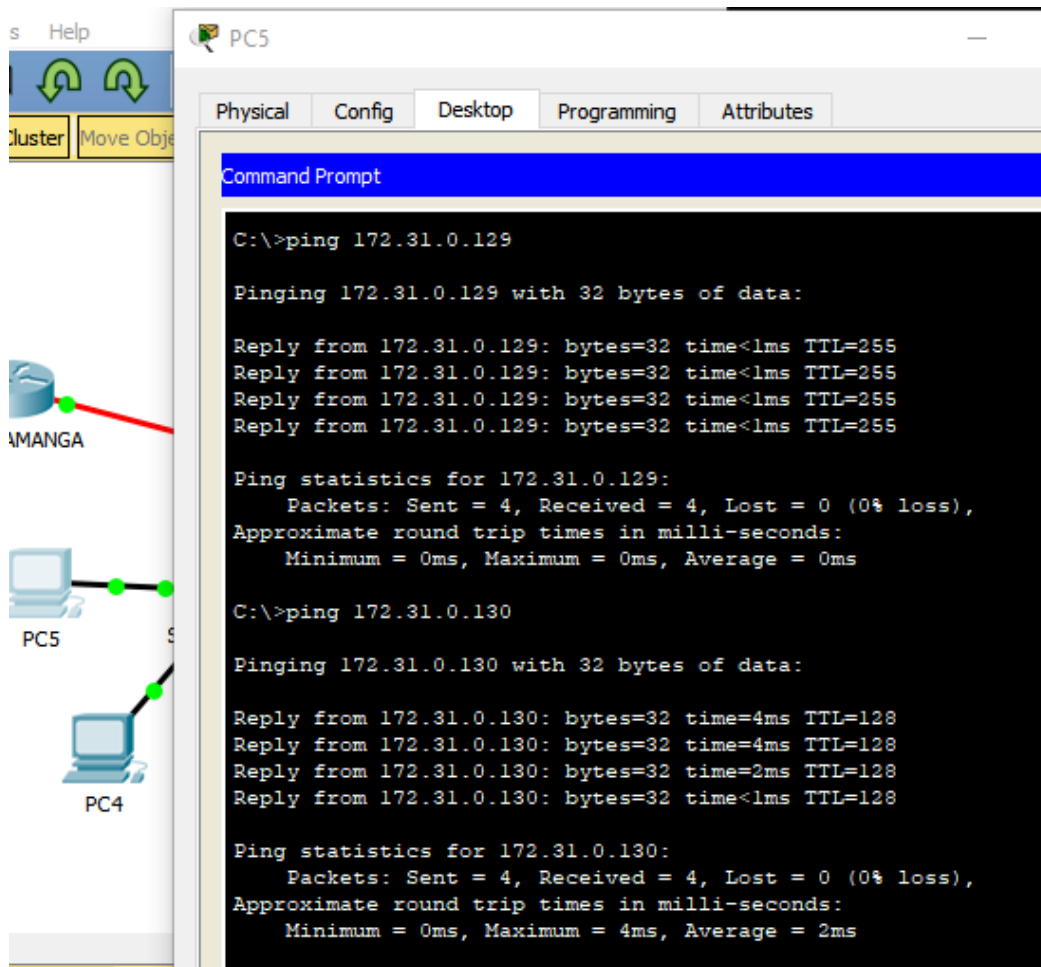 s Help
PC5
Physical Config Desktop Programming Attributes
Cluster Move Obje
Command Prompt
C:\>ping 172.31.0.129
Pinging 172.31.0.129 with 32 bytes of data:
Reply from 172.31.0.129: bytes=32 time<1ms TTL=255
Reply from 172.31.0.129: bytes=32 time<1ms TTL=255
Reply from 172.31.0.129: bytes=32 time<1ms TTL=255
Reply from 172.31.0.129: bytes=32 time<1ms TTL=255
Ping statistics for 172.31.0.129:
Packets: Sent = 4, Received = 4, Lost = 0 (0% loss),
Approximate round trip times in milli-seconds:
Minimum = 0ms, Maximum = 0ms, Average = 0ms
C:\>ping 172.31.0.130
Pinging 172.31.0.130 with 32 bytes of data:
Reply from 172.31.0.130: bytes=32 time=4ms TTL=128
Reply from 172.31.0.130: bytes=32 time=4ms TTL=128
Reply from 172.31.0.130: bytes=32 time=2ms TTL=128
Reply from 172.31.0.130: bytes=32 time<1ms TTL=128
Ping statistics for 172.31.0.130:
Packets: Sent = 4, Received = 4, Lost = 0 (0% loss),
Approximate round trip times in milli-seconds:
Minimum = 0ms, Maximum = 4ms, Average = 2ms
AMANGA
PC5
S
PC4